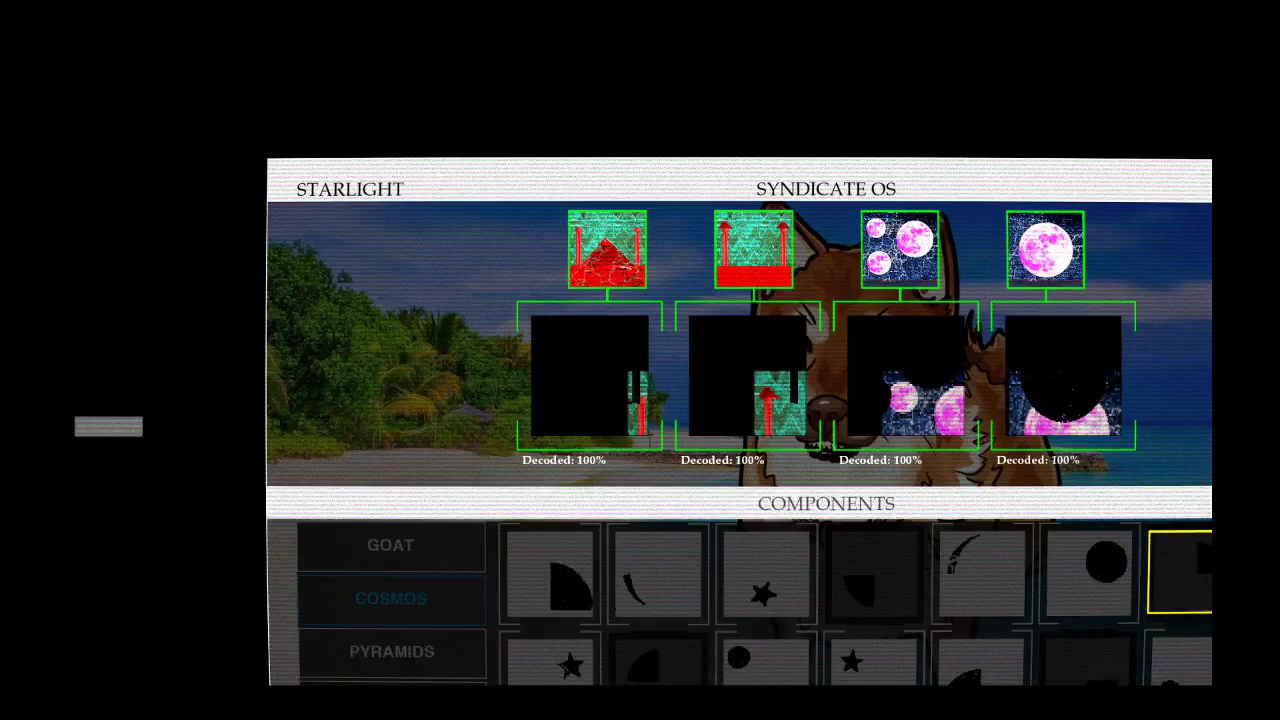 STARLIGHT
SYNDICATE OS
Decoded: 100%
Decoded: 100%
Decoded: 100%
Decoded: 100%
COMPONENTS
GOAT
COSMOS
PYRAMIDS